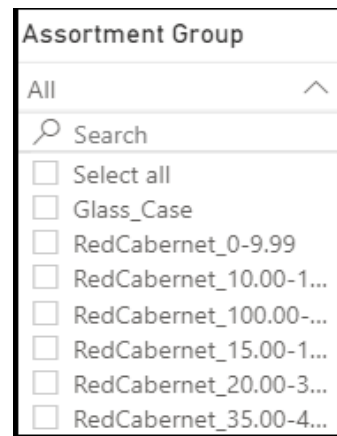 Assortment Group
All
Search
Select all
Glass_Case
RedCabernet_0-9.99
RedCabernet_10.00-1...
RedCabernet_100.00-...
RedCabernet_15.00-1...
RedCabernet_20.00-3...
RedCabernet_35.00-4...